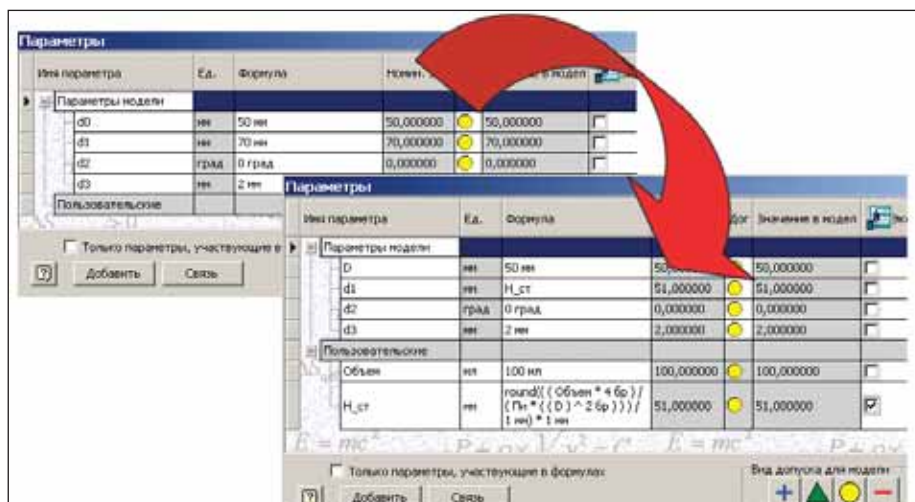 Параметры
Имя параметра Ед. Формула Номин. в модел
Параметры модели
d0 мм 50 мм 50,000000 50,000000
d1 мм 70 мм 70,000000 70,000000
d2 град 0 град 0,000000 0,000000
d3 мм 2 мм
Пользовательские
Только параметры, участвующие в
? Добавить Связь
Параметры
Имя параметра Ед. Формула Доп Значение в модел
Параметры модели
D мм 50 мм 50,000000
d1 мм H_ст 51,000000 51,000000
d2 град 0 град 0,000000 0,000000
d3 мм 2 мм 2,000000 2,000000
Пользовательские
Объем мл 100 мл 100,000000 100,000000
H_ст мм round(( ( Объем * 4 бр ) /
( Пи * ( ( D ) ^ 2 бр ) ) ) /
1 мм) * 1 мм 51,000000 51,000000
E = mc²
Только параметры, участвующие в формулах
Вид допуска для модели
? Добавить Связь